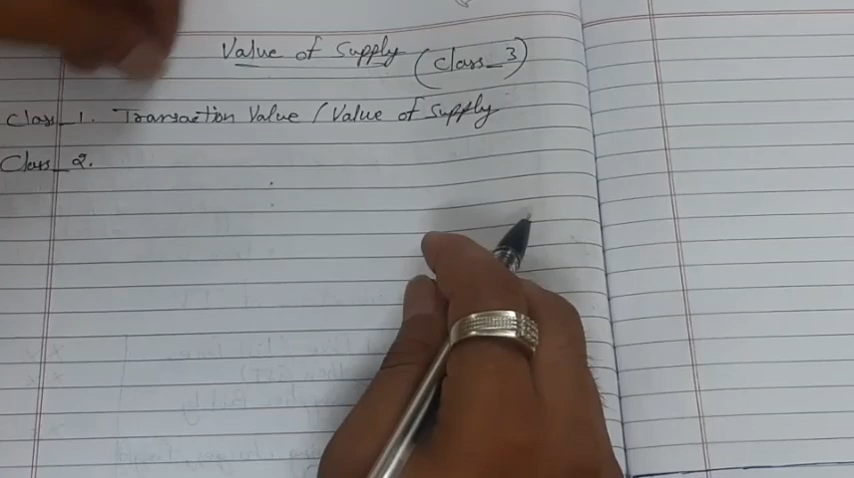 Value of Supply (Class_3)
Class_1. Transaction Value / Value of Supply
Class_2.